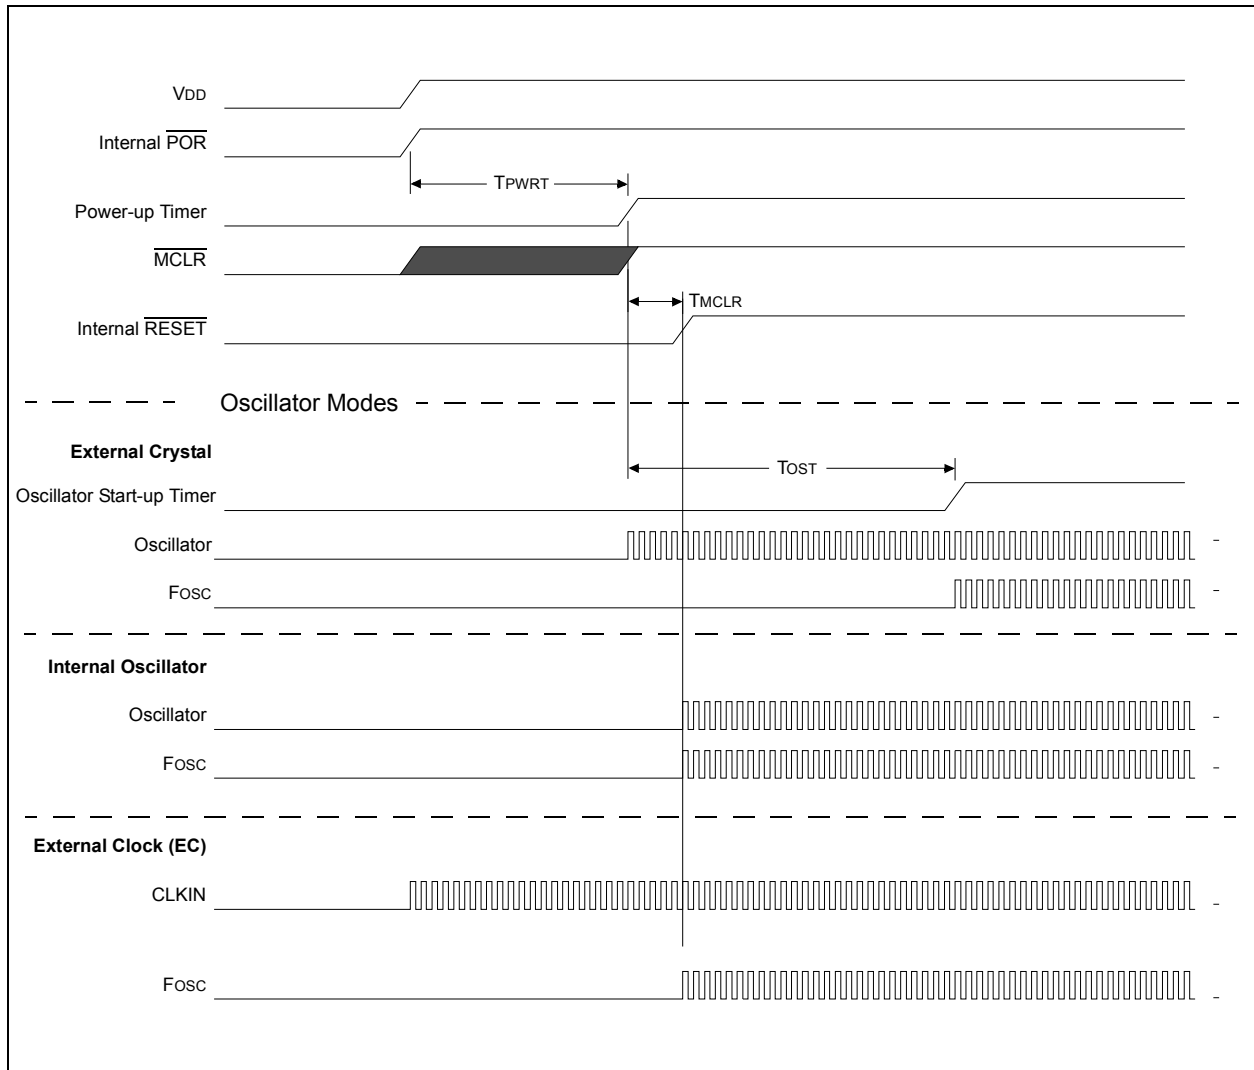 VDD
Internal POR
TPWRT
Power-up Timer
MCLR
TMCLR
Internal RESET
Oscillator Modes
External Crystal
TOST
Oscillator Start-up Timer
Oscillator
FOSC
Internal Oscillator
Oscillator
FOSC
External Clock (EC)
CLKIN
FOSC